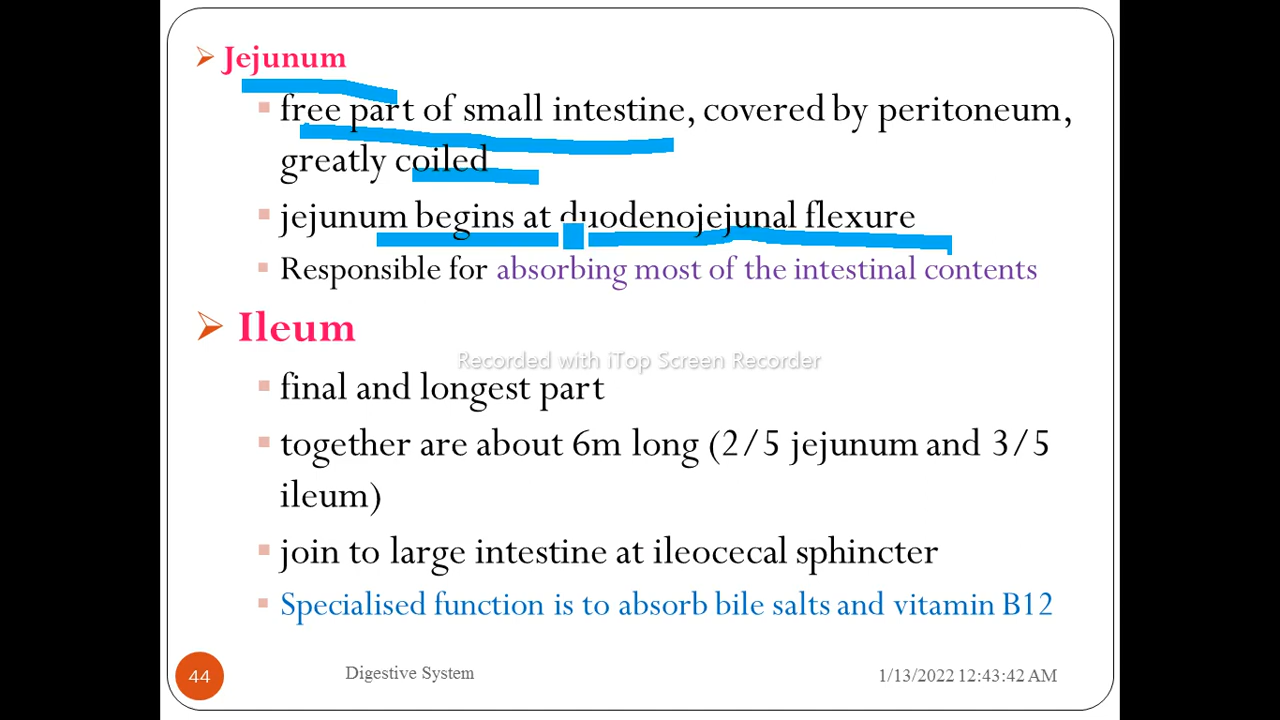 Jejunum
free part of small intestine, covered by peritoneum,
greatly coiled
jejunum begins at duodenojejunal flexure
Responsible for absorbing most of the intestinal contents
Ileum
Recorded with iTop Screen Recorder
final and longest part
together are about 6m long (2/5 jejunum and 3/5
ileum)
join to large intestine at ileocecal sphincter
Specialised function is to absorb bile salts and vitamin B12
44 Digestive System 1/13/2022 12:43:42 AM